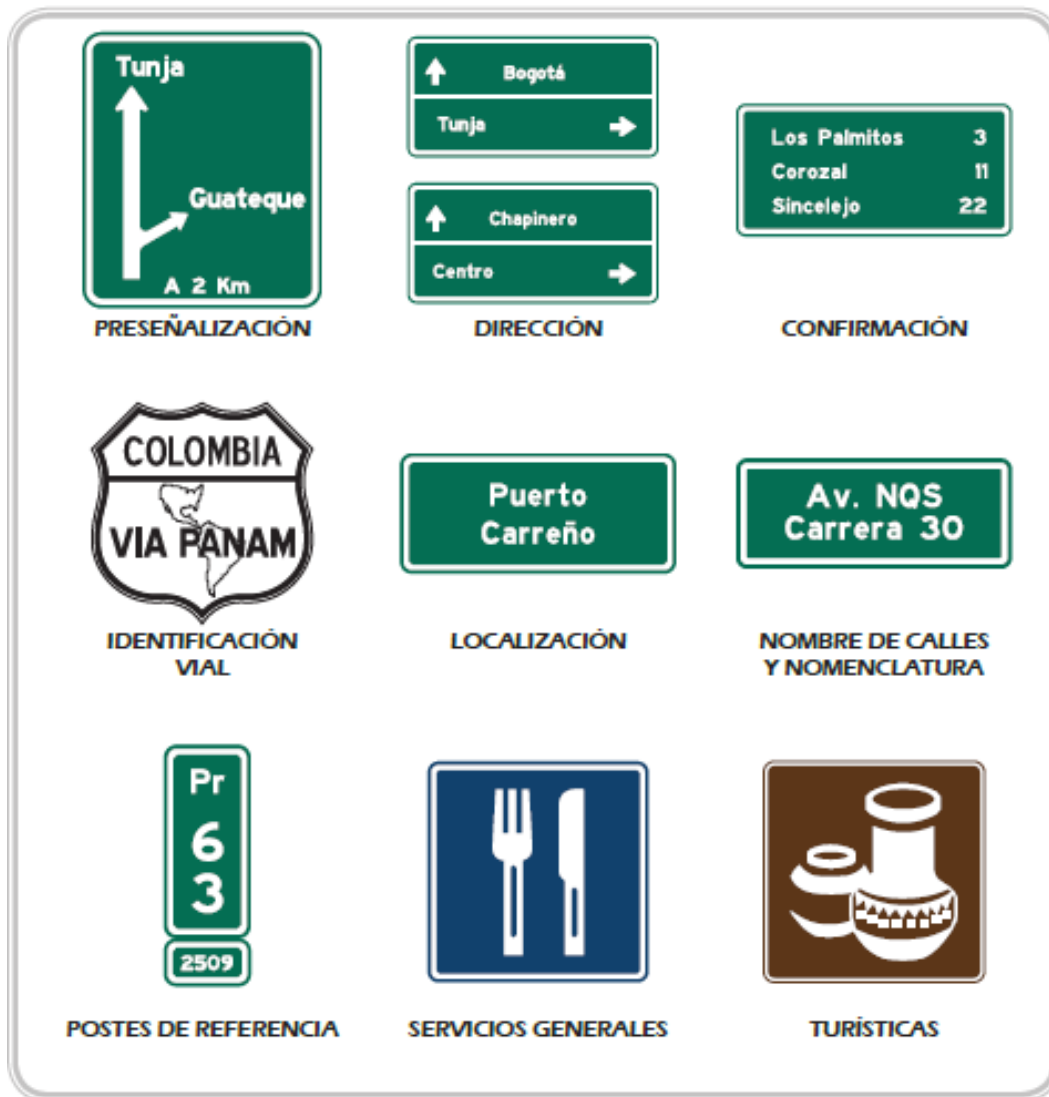 Tunja
Guateque
A 2 Km
PRESEÑALIZACIÓN
Bogotá
Tunja
Chapinero
Centro
DIRECCIÓN
Los Palmitos 3
Corozal 11
Sincelejo 22
CONFIRMACIÓN
COLOMBIA
VIA PANAM
IDENTIFICACIÓN
VIAL
Puerto
Carreño
LOCALIZACIÓN
Av. NQS
Carrera 30
NOMBRE DE CALLES
Y NOMENCLATURA
Pr
6
3
2509
POSTES DE REFERENCIA
SERVICIOS GENERALES
TURÍSTICAS